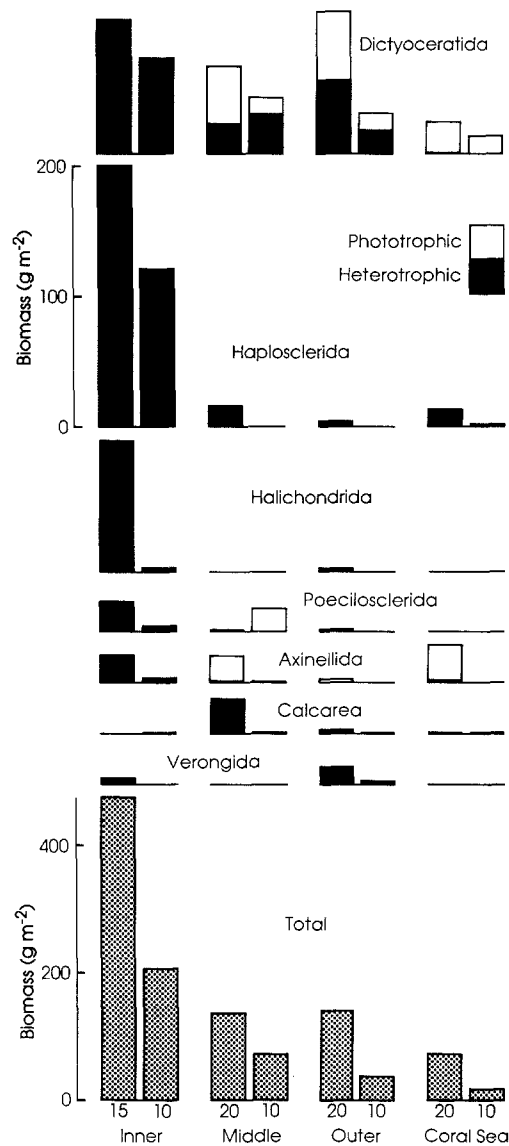 Dictyoceratida
200
Phototrophic
Heterotrophic
100
Biomass (g m-2)
Haplosclerida
0
Halichondrida
Poecilosclerida
Axinellida
Calcarea
Verongida
400
Total
Biomass (g m-2)
200
0
15 10 20 10 20 10 20 10
Inner Middle Outer Coral Sea